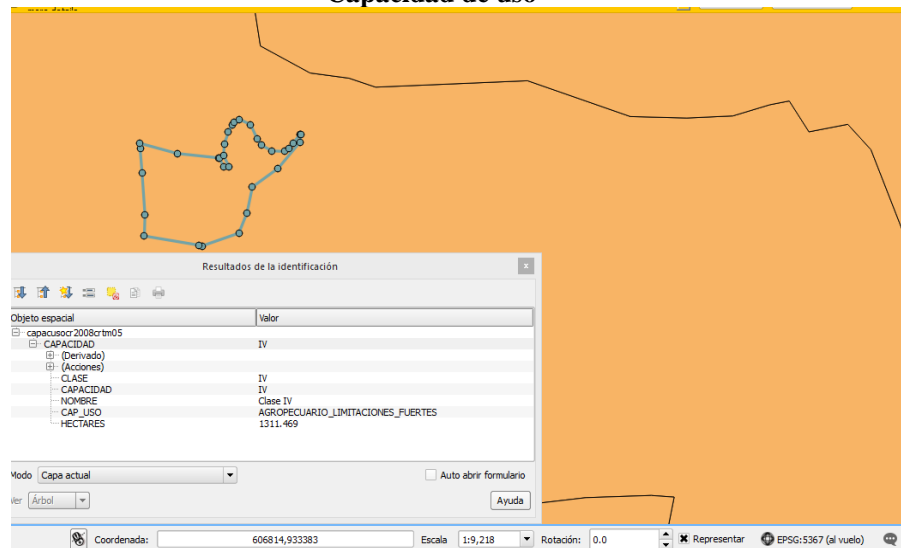 Capacidad de uso
Resultados de la identificación
x
Objeto espacial Valor
capacusocr2008crtm05
CAPACIDAD IV
(Derivado)
(Acciones)
CLASE IV
CAPACIDAD IV
NOMBRE Clase IV
CAP_USO AGROPECUARIO_LIMITACIONES_FUERTES
HECTARES 1311.469
Modo Capa actual Auto abrir formulario
Ver Árbol Ayuda
Coordenada: 606814,933383 Escala 1:9,218 Rotación: 0.0 Representar EPSG:5367 (al vuelo)